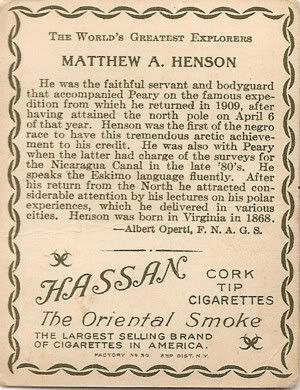 The World's Greatest Explorers
MATTHEW A. HENSON
He was the faithful servant and bodyguard
that accompanied Peary on the famous expe-
dition from which he returned in 1909, after
having attained the north pole on April 6
of that year. Henson was the first of the negro
race to have this tremendous arctic achieve-
ment to his credit. He was also with Peary
when the latter had charge of the surveys for
the Nicaragua Canal in the late '80's. He
speaks the Eskimo language fluently. After
his return from the North he attracted con-
siderable attention by his lectures on his polar
experiences, which he delivered in various
cities. Henson was born in Virginia in 1868.
—Albert Operti, F. N. A. G. S.
HASSAN
CORK
TIP
CIGARETTES
The Oriental Smoke
THE LARGEST SELLING BRAND
OF CIGARETTES IN AMERICA.
FACTORY No 30. 2ND DIST. N.Y.